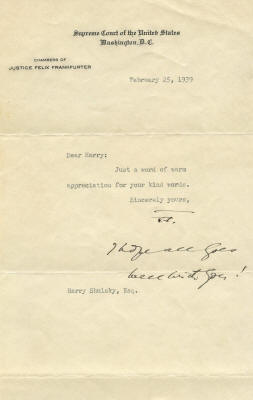 Supreme Court of the United States
Washington, D.C.
CHAMBERS OF
JUSTICE FELIX FRANKFURTER
February 25, 1939
Dear Harry:
Just a word of warm
appreciation for your kind words.
Sincerely yours,
FF.
I hope all goes
well with you!
Harry Shulsky, Esq.